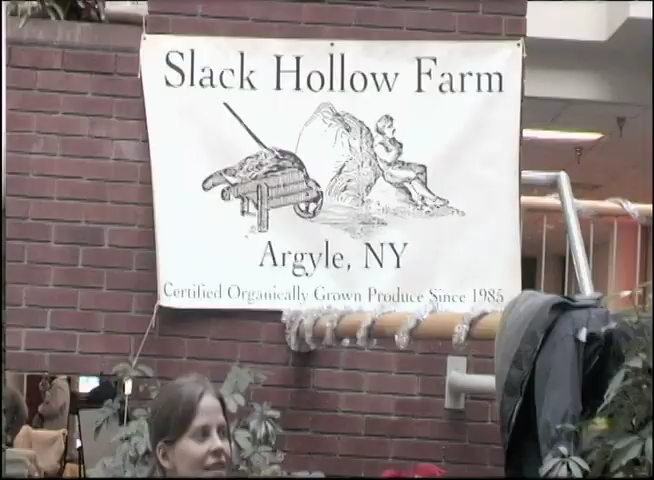 Slack Hollow Farm
Argyle, NY
Certified Organically Grown Produce Since 1985